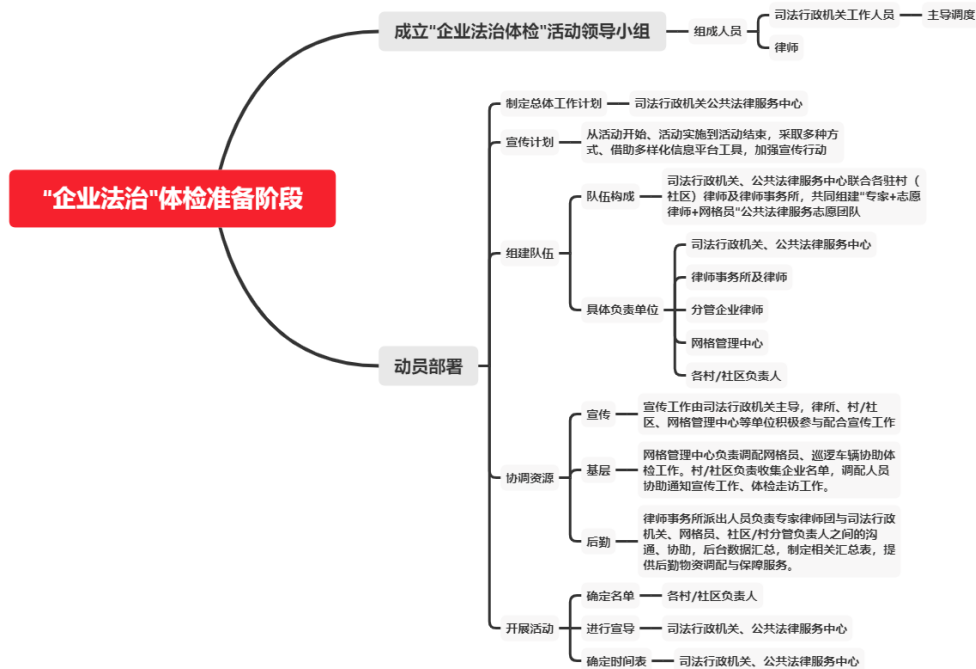 "企业法治"体检准备阶段
成立"企业法治体检"活动领导小组
组成人员
司法行政机关工作人员
主导调度
律师
动员部署
制定总体工作计划
司法行政机关公共法律服务中心
宣传计划
从活动开始、活动实施到活动结束，采取多种方
式、借助多样化信息平台工具，加强宣传行动
组建队伍
队伍构成
司法行政机关、公共法律服务中心联合各驻村（
社区）律师及律师事务所，共同组建"专家+志愿
律师+网格员"公共法律服务志愿团队
具体负责单位
司法行政机关、公共法律服务中心
律师事务所及律师
分管企业律师
网格管理中心
各村/社区负责人
协调资源
宣传
宣传工作由司法行政机关主导，律所、村/社
区、网格管理中心等单位积极参与配合宣传工作
基层
网格管理中心负责调配网格员、巡逻车辆协助体
检工作。村/社区负责收集企业名单，调配人员
协助通知宣传工作、体检走访工作。
后勤
律师事务所派出人员负责专家律师团与司法行政
机关、网格员、社区/村分管负责人之间的沟
通、协助，后台数据汇总，制定相关汇总表，提
供后勤物资调配与保障服务。
开展活动
确定名单
各村/社区负责人
进行宣导
司法行政机关、公共法律服务中心
确定时间表
司法行政机关、公共法律服务中心